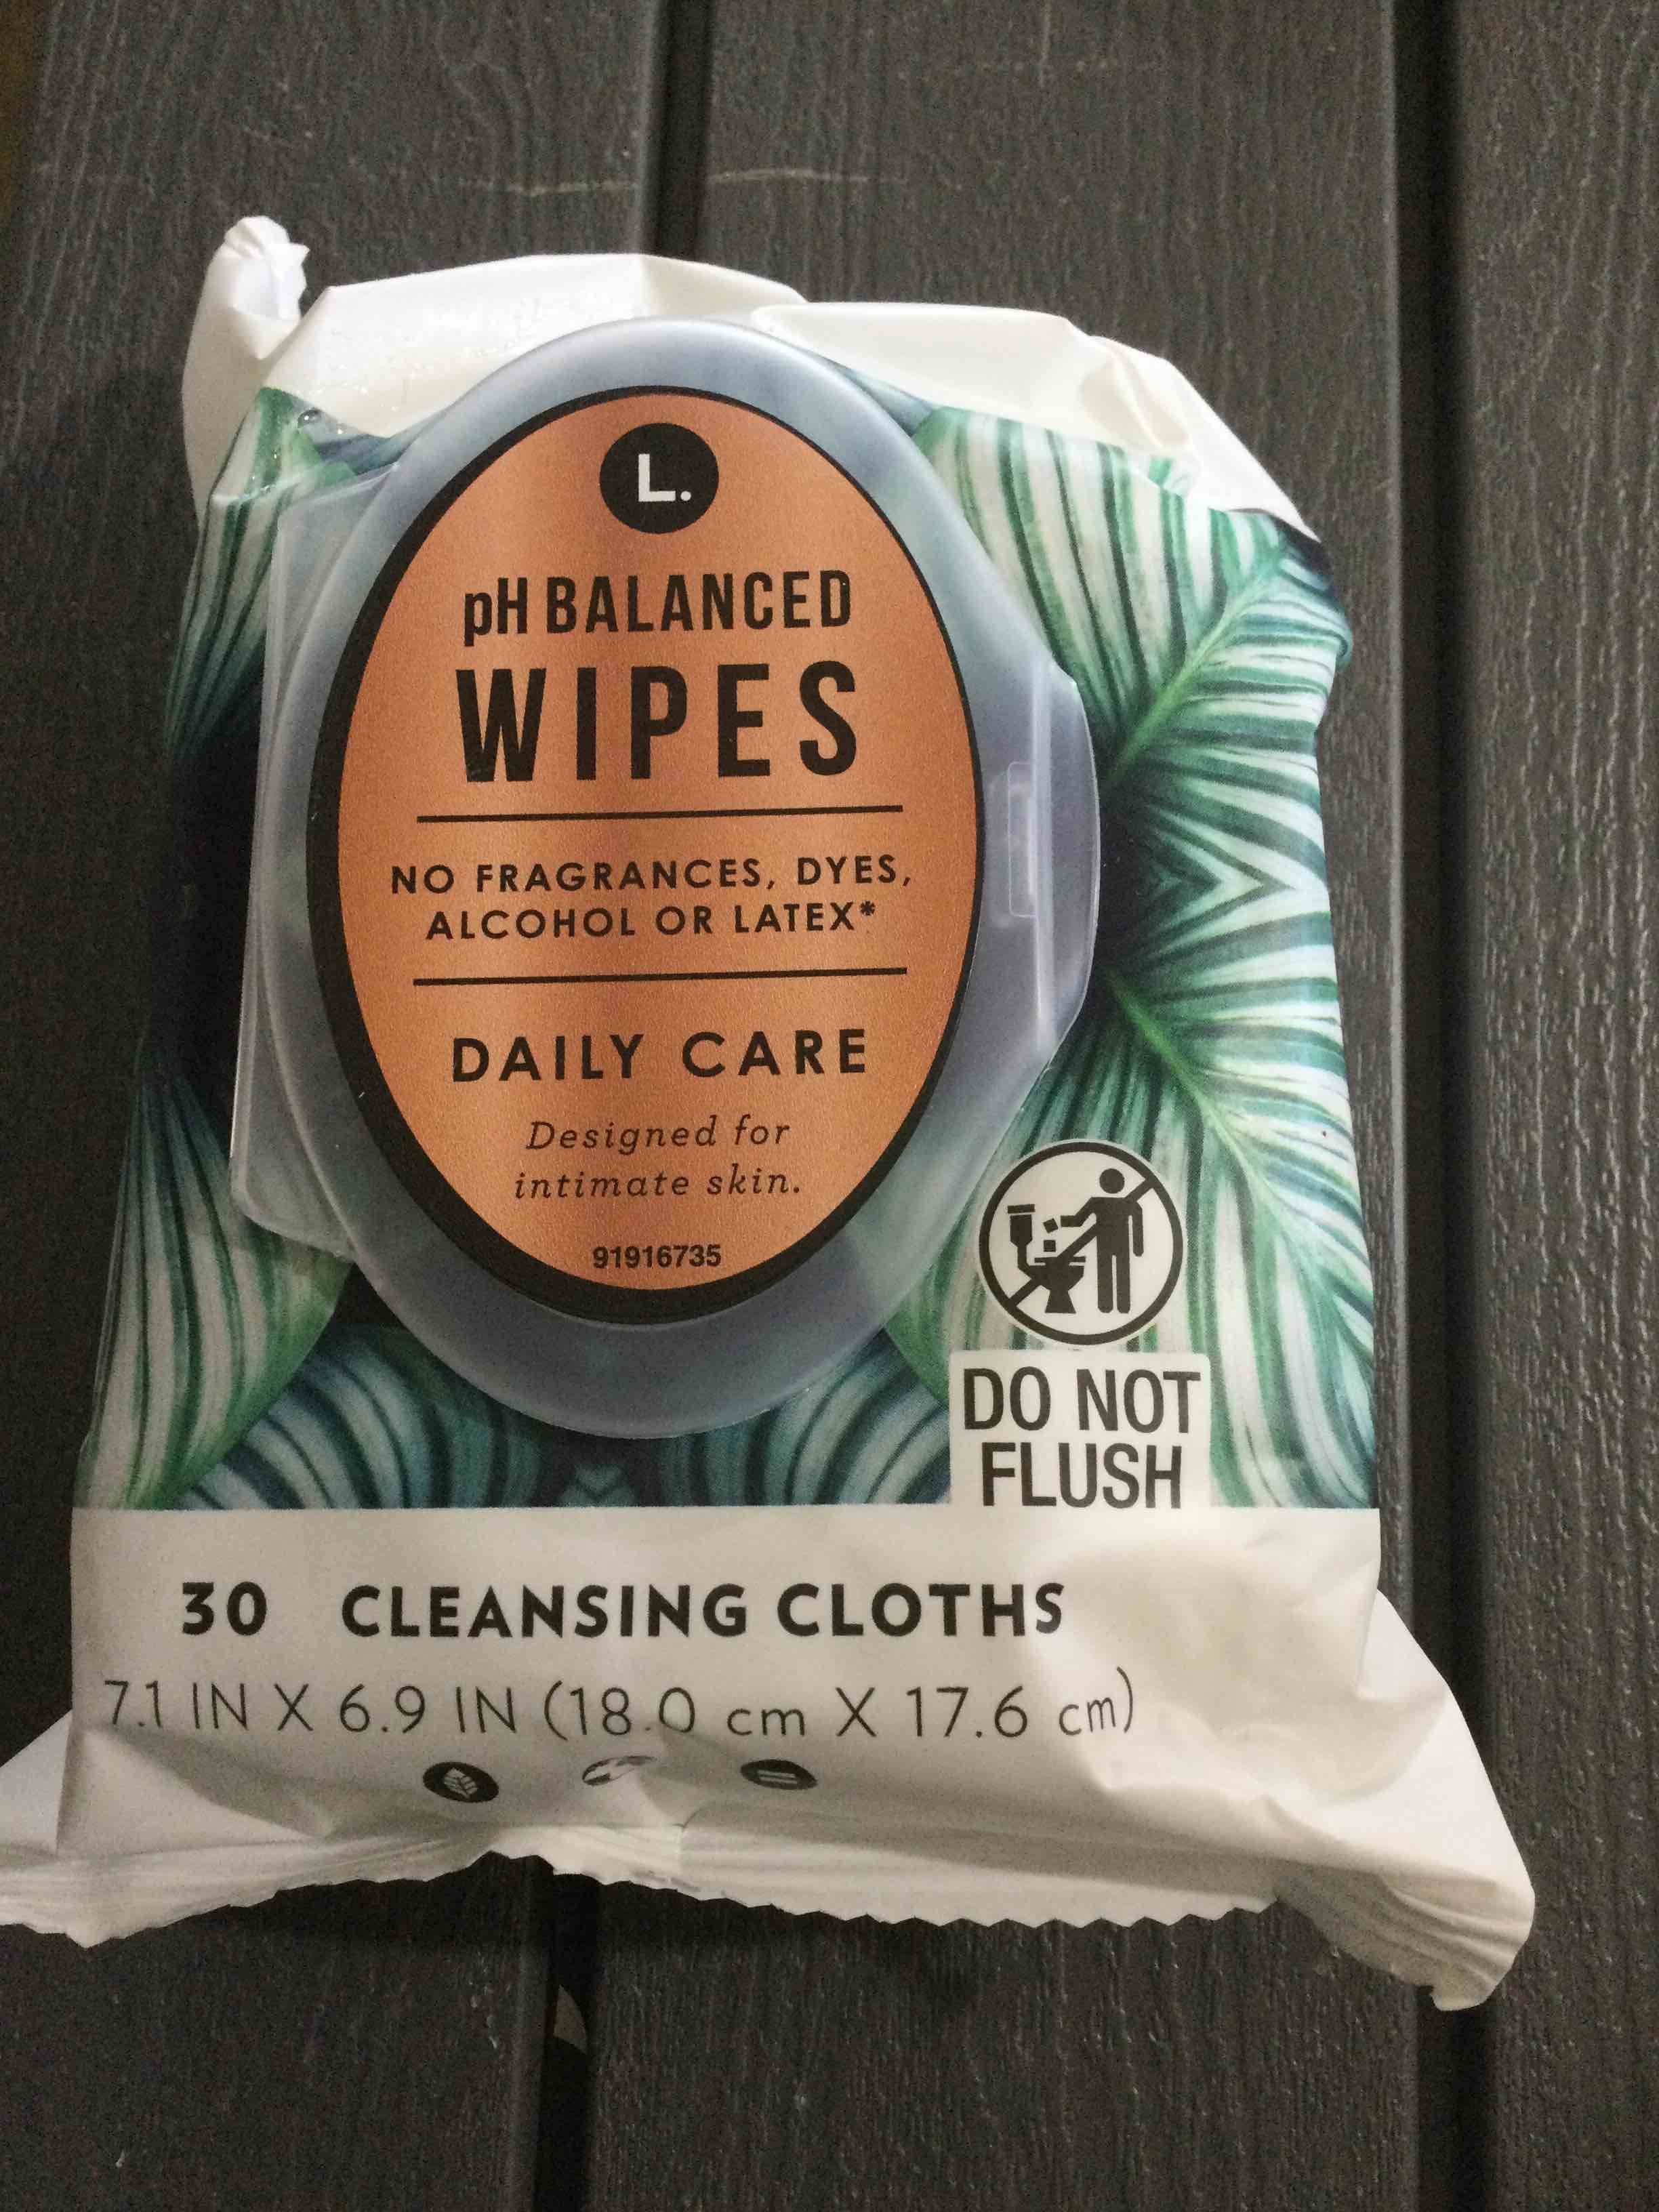 L.
pH BALANCED
WIPES
NO FRAGRANCES, DYES,
ALCOHOL OR LATEX*
DAILY CARE
Designed for
intimate skin.
91916735
DO NOT
FLUSH
30 CLEANSING CLOTHS
7.1 IN X 6.9 IN (18.0 cm X 17.6 cm)